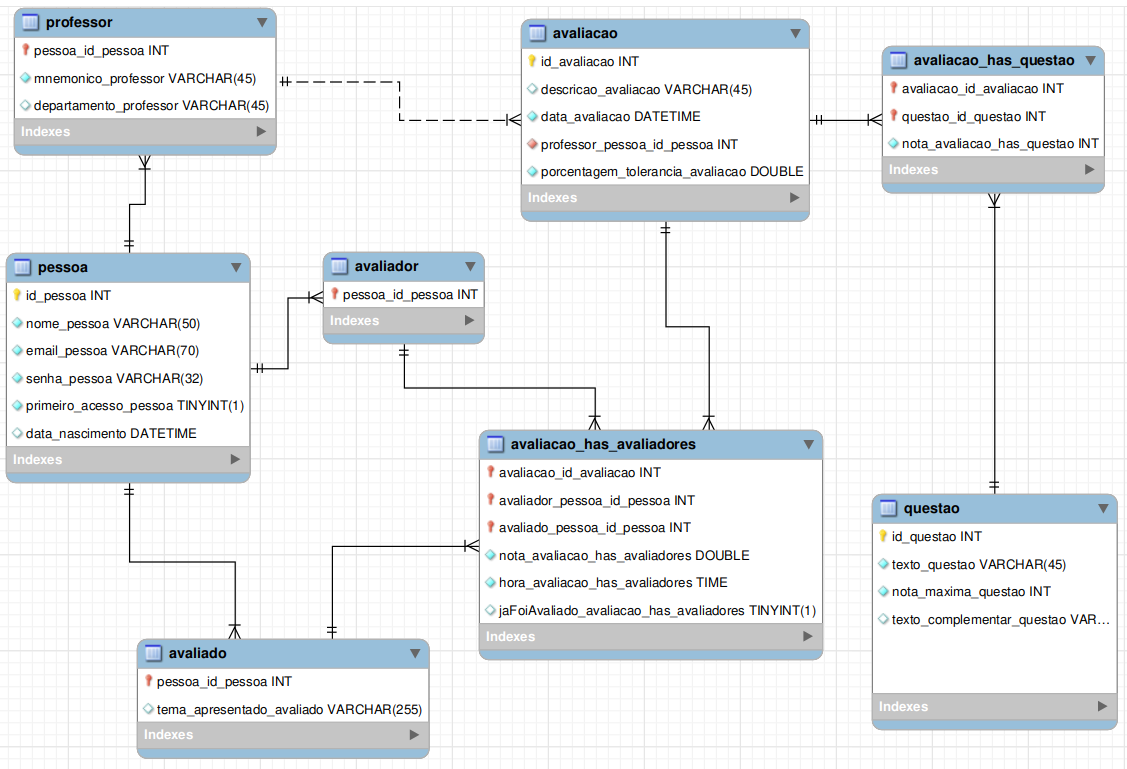 professor
pessoa_id_pessoa INT
mnemonico_professor VARCHAR(45)
departamento_professor VARCHAR(45)
Indexes
avaliacao
id_avaliacao INT
descricao_avaliacao VARCHAR(45)
data_avaliacao DATETIME
professor_pessoa_id_pessoa INT
porcentagem_tolerancia_avaliacao DOUBLE
Indexes
avaliacao_has_questao
avaliacao_id_avaliacao INT
questao_id_questao INT
nota_avaliacao_has_questao INT
Indexes
pessoa
id_pessoa INT
nome_pessoa VARCHAR(50)
email_pessoa VARCHAR(70)
senha_pessoa VARCHAR(32)
primeiro_acesso_pessoa TINYINT(1)
data_nascimento DATETIME
Indexes
avaliador
pessoa_id_pessoa INT
Indexes
avaliacao_has_avaliadores
avaliacao_id_avaliacao INT
avaliador_pessoa_id_pessoa INT
avaliado_pessoa_id_pessoa INT
nota_avaliacao_has_avaliadores DOUBLE
hora_avaliacao_has_avaliadores TIME
jaFoiAvaliado_avaliacao_has_avaliadores TINYINT(1)
Indexes
questao
id_questao INT
texto_questao VARCHAR(45)
nota_maxima_questao INT
texto_complementar_questao VAR...
Indexes
avaliado
pessoa_id_pessoa INT
tema_apresentado_avaliado VARCHAR(255)
Indexes